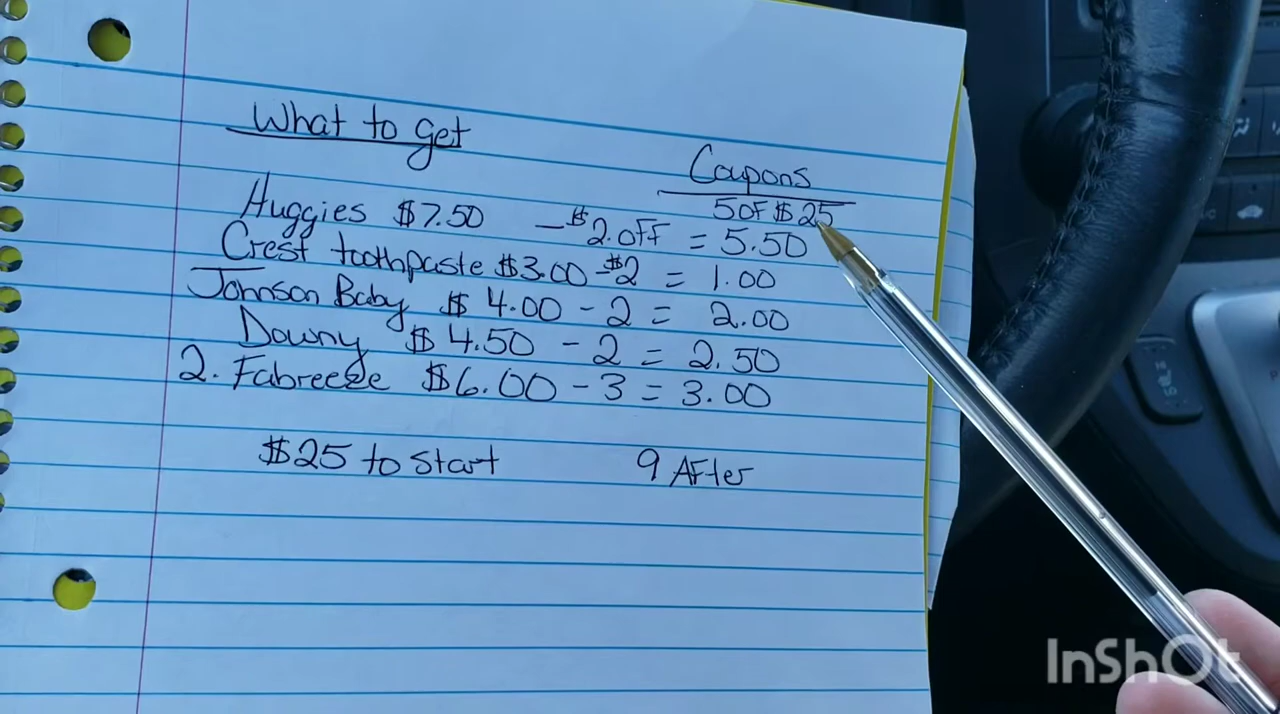 What to get
Coupons
5 OF $25
Huggies $7.50 - $2.off = 5.50
Crest toothpaste $3.00 - $2 = 1.00
Johnson Baby $4.00 - 2 = 2.00
Downy $4.50 - 2 = 2.50
2. Fabreeze $6.00 - 3 = 3.00
$25 to start 9 After
InShOt